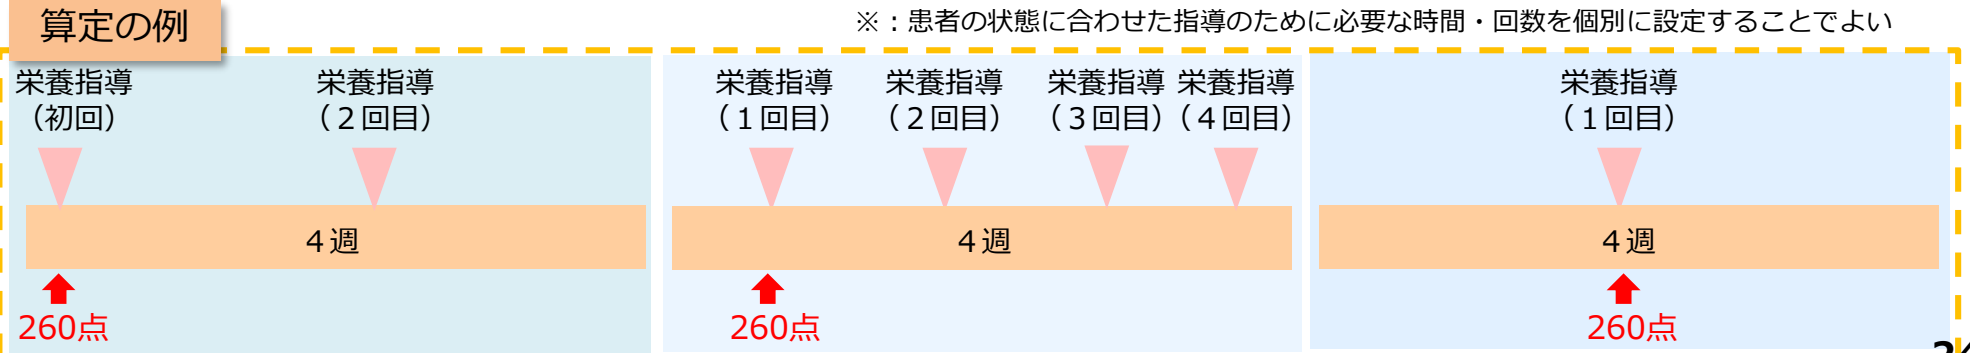 算定の例
※：患者の状態に合わせた指導のために必要な時間・回数を個別に設定することでよい
栄養指導
（初回）
栄養指導
（２回目）
４週
260点
栄養指導
（１回目）
栄養指導
（２回目）
栄養指導
（３回目）
栄養指導
（４回目）
４週
260点
栄養指導
（１回目）
４週
260点